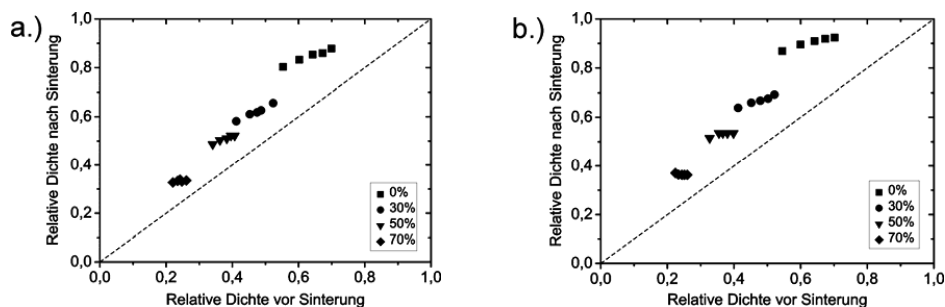 a.)
Relative Dichte nach Sinterung
1,0
0,8
0,6
0,4
0,2
0,0
0,0 0,2 0,4 0,6 0,8 1,0
Relative Dichte vor Sinterung
0%
30%
50%
70%
b.)
Relative Dichte nach Sinterung
1,0
0,8
0,6
0,4
0,2
0,0
0,0 0,2 0,4 0,6 0,8 1,0
Relative Dichte vor Sinterung
0%
30%
50%
70%